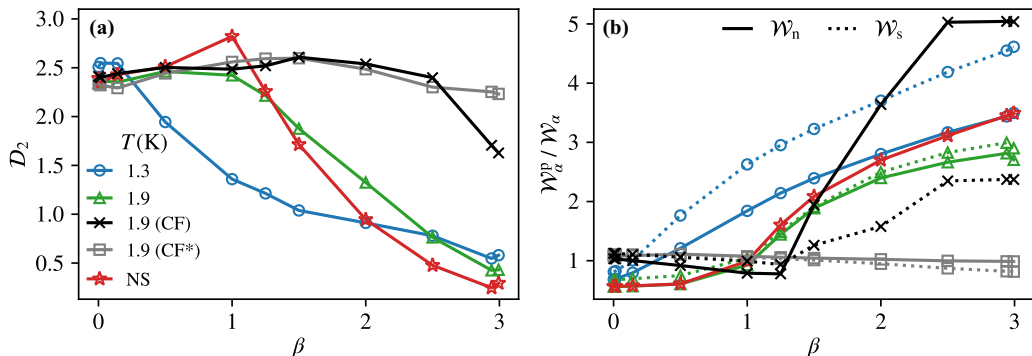 (a)
3.0
2.5
2.0
1.5
1.0
0.5
𝒟₂
T (K)
1.3
1.9
1.9 (CF)
1.9 (CF*)
NS
0
1
2
3
β
(b)
𝒲ₙ
𝒲ₛ
5
4
3
2
1
𝒲ₐᵖ / 𝒲ₐ
0
1
2
3
β